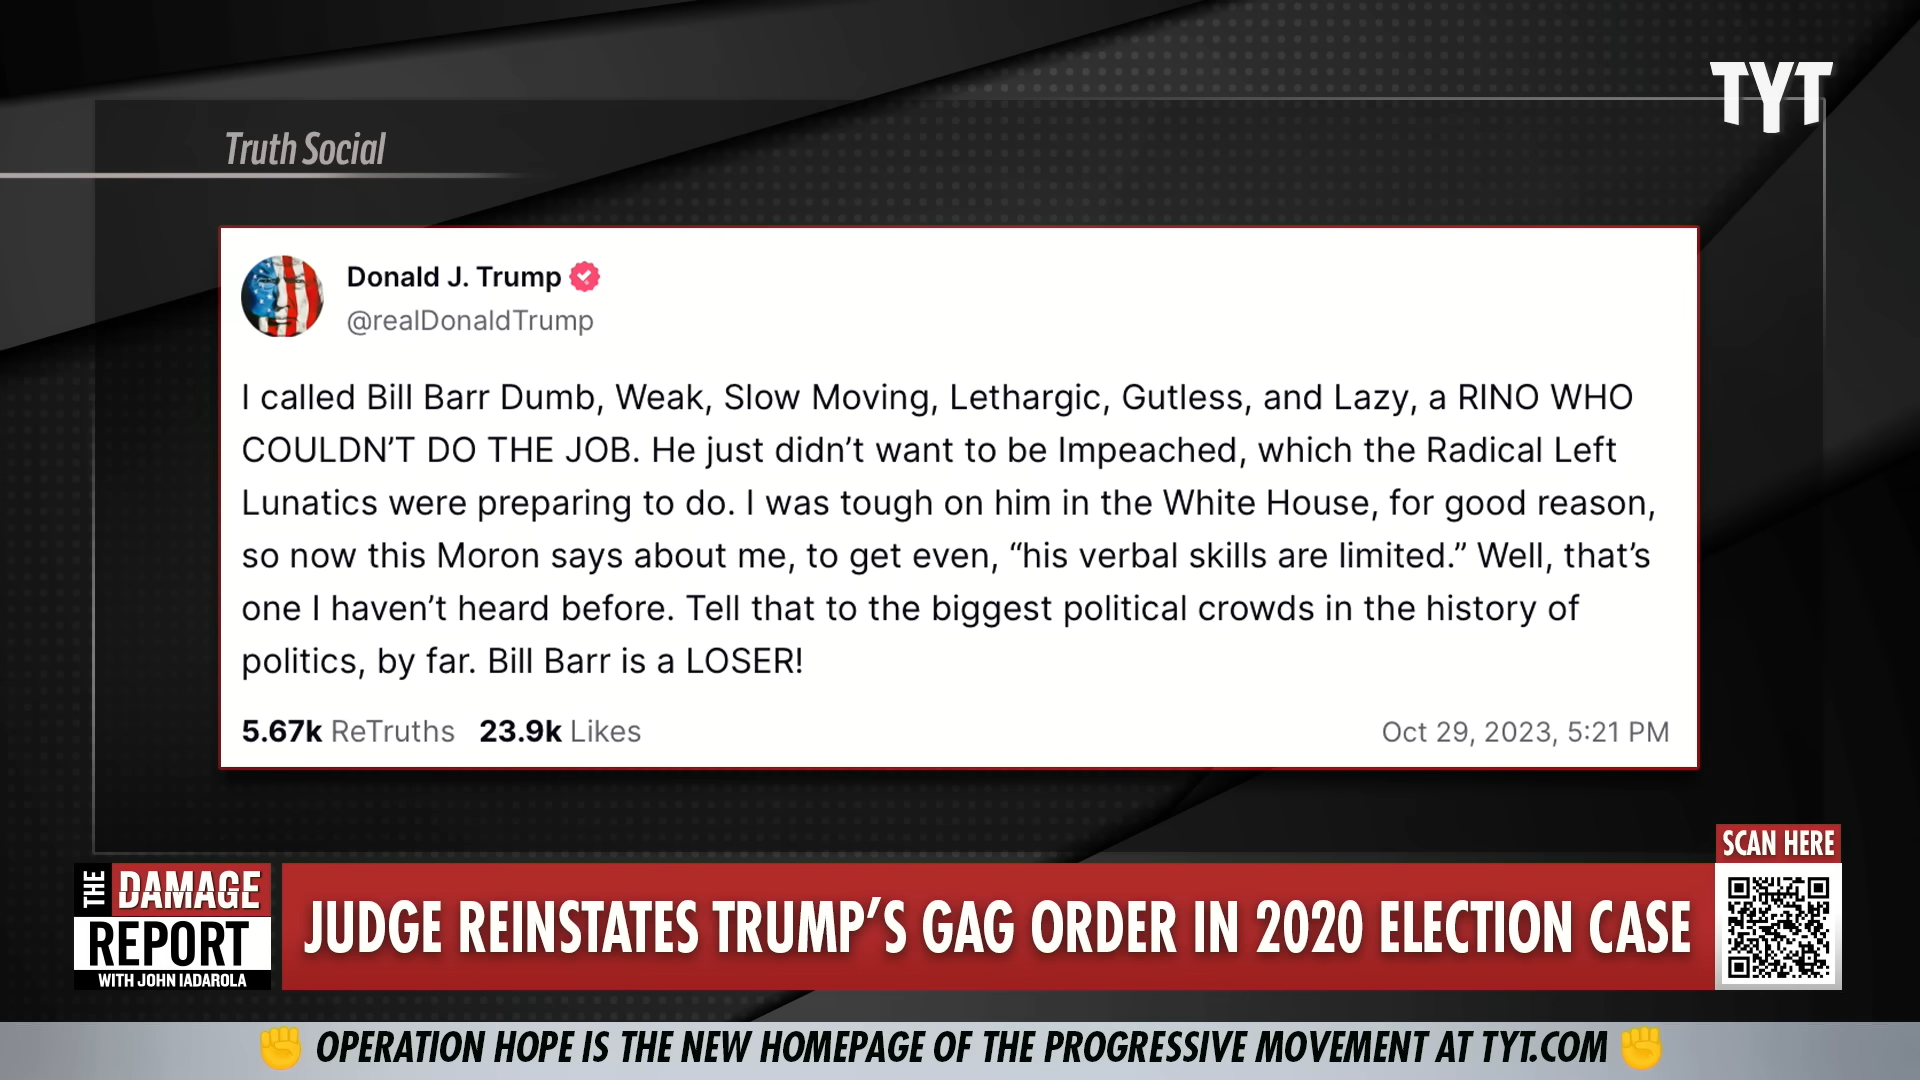 TYT
Truth Social
Donald J. Trump
@realDonaldTrump
I called Bill Barr Dumb, Weak, Slow Moving, Lethargic, Gutless, and Lazy, a RINO WHO
COULDN’T DO THE JOB. He just didn’t want to be Impeached, which the Radical Left
Lunatics were preparing to do. I was tough on him in the White House, for good reason,
so now this Moron says about me, to get even, “his verbal skills are limited.” Well, that’s
one I haven’t heard before. Tell that to the biggest political crowds in the history of
politics, by far. Bill Barr is a LOSER!
5.67k ReTruths 23.9k Likes
Oct 29, 2023, 5:21 PM
SCAN HERE
THE DAMAGE
REPORT
WITH JOHN IADAROLA
JUDGE REINSTATES TRUMP’S GAG ORDER IN 2020 ELECTION CASE
OPERATION HOPE IS THE NEW HOMEPAGE OF THE PROGRESSIVE MOVEMENT AT TYT.COM